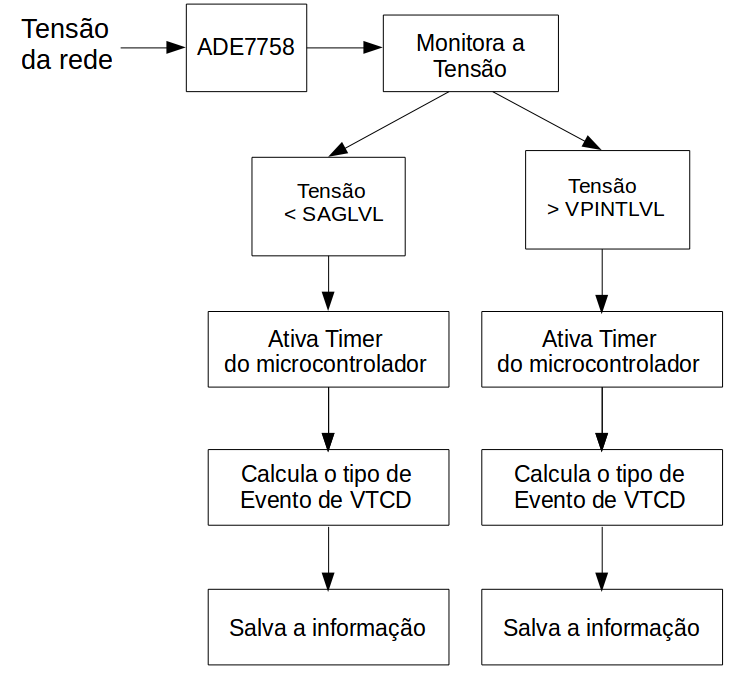 Tensão
da rede
ADE7758
Monitora a
Tensão
Tensão
< SAGLVL
Tensão
> VPINTLVL
Ativa Timer
do microcontrolador
Ativa Timer
do microcontrolador
Calcula o tipo de
Evento de VTCD
Calcula o tipo de
Evento de VTCD
Salva a informação
Salva a informação